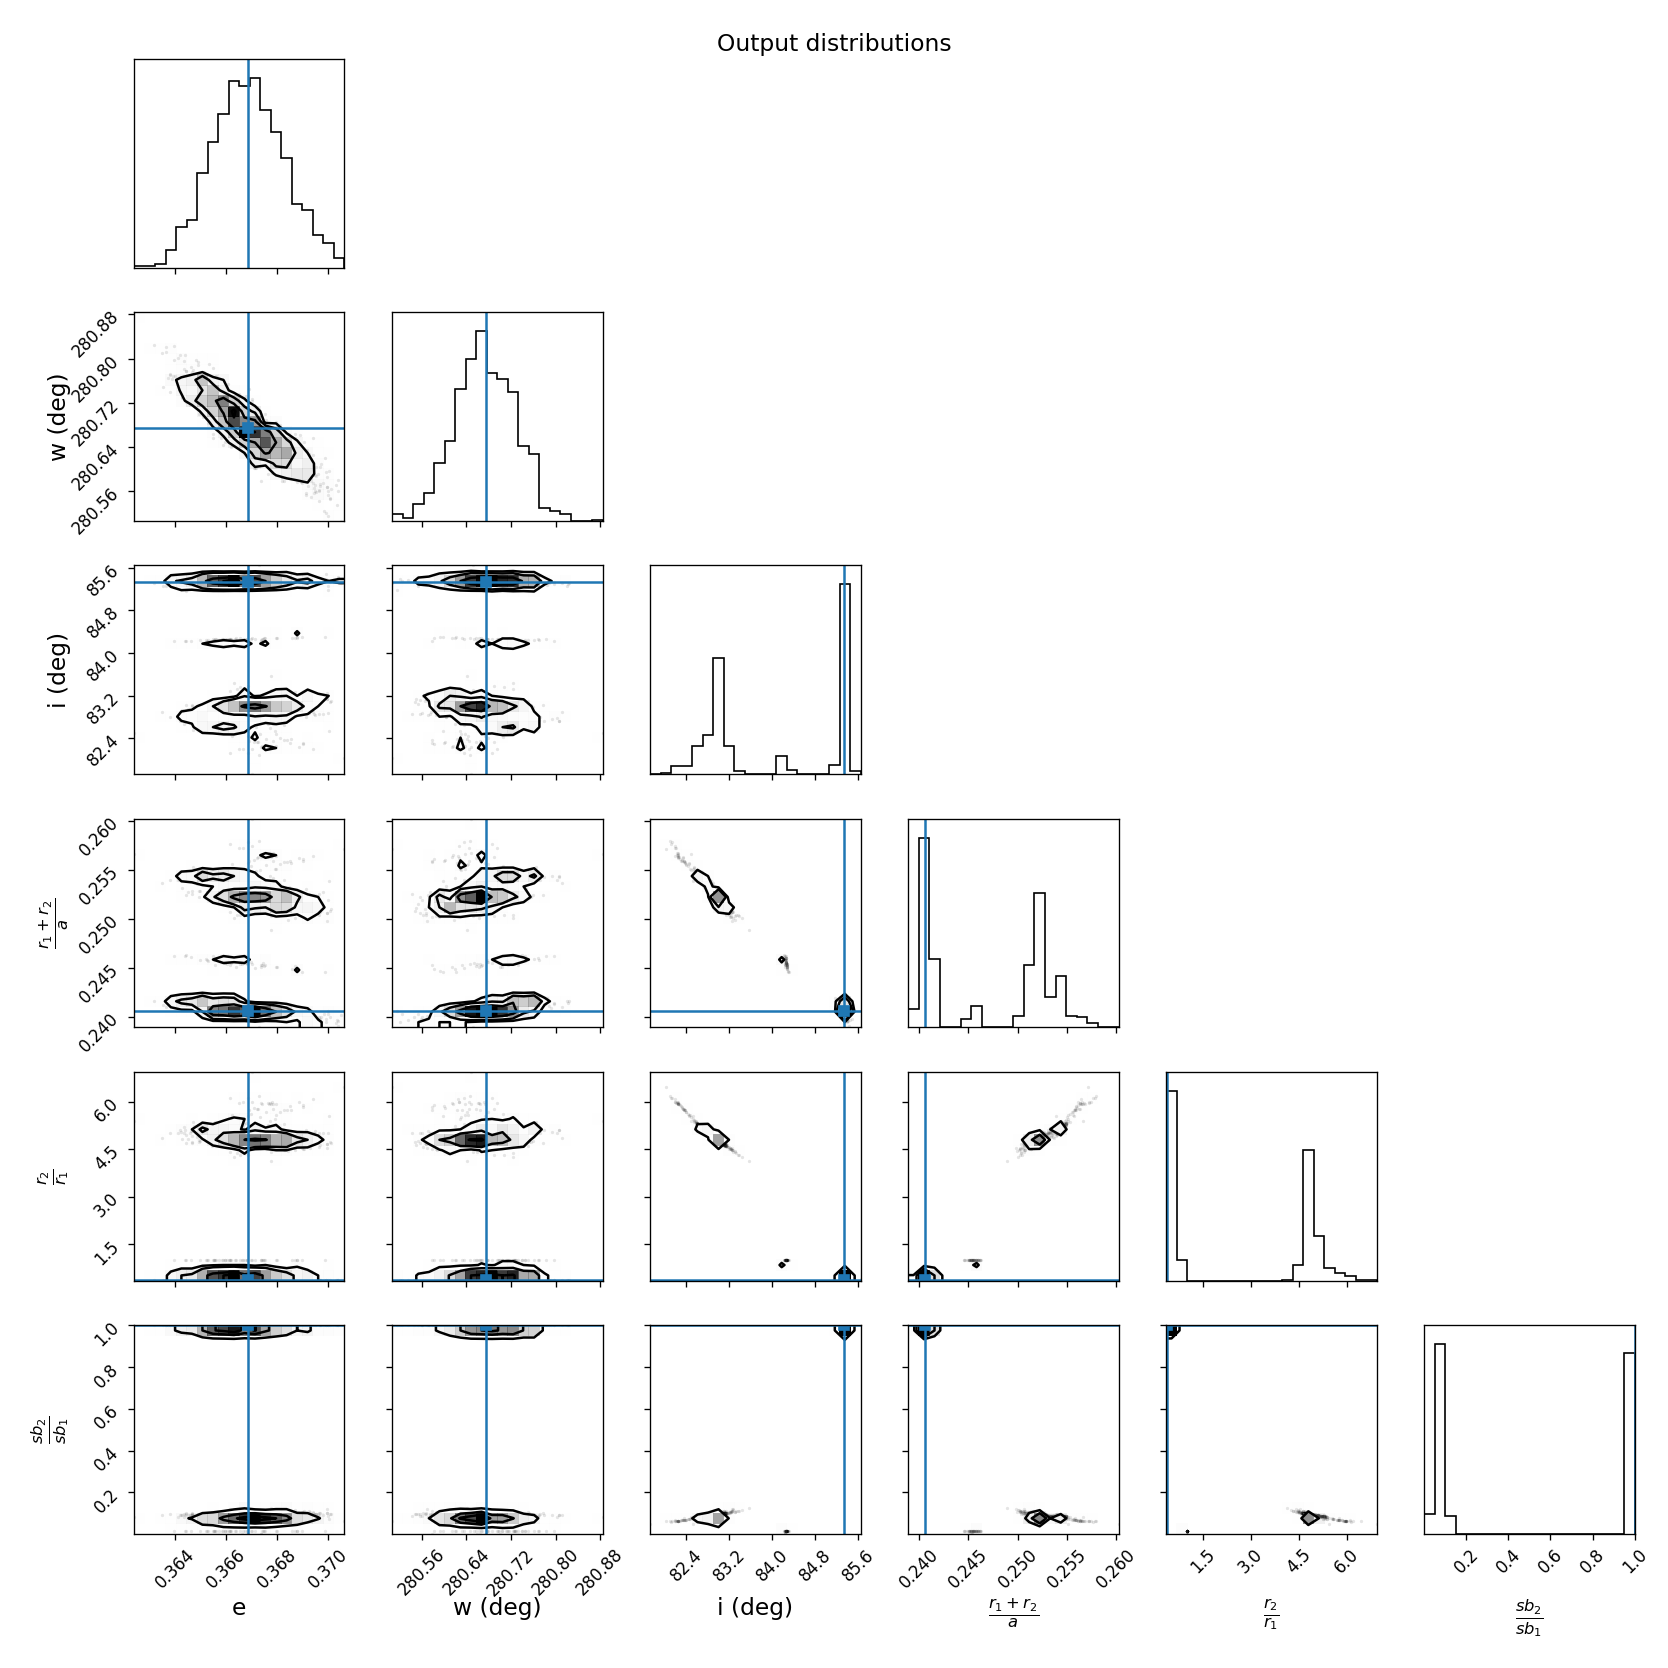 Output distributions
280.88
280.80
280.72
280.64
280.56
w (deg)
85.6
84.8
84.0
83.2
82.4
i (deg)
0.260
0.255
0.250
0.245
0.240
r1 + r2
a
6.0
4.5
3.0
1.5
r2
r1
1.0
0.8
0.6
0.4
0.2
sb2
sb1
0.364 0.366 0.368 0.370
280.56 280.64 280.72 280.80 280.88
82.4 83.2 84.0 84.8 85.6
0.240 0.245 0.250 0.255 0.260
1.5 3.0 4.5 6.0
0.2 0.4 0.6 0.8 1.0
e
w (deg)
i (deg)
r1 + r2
a
r2
r1
sb2
sb1